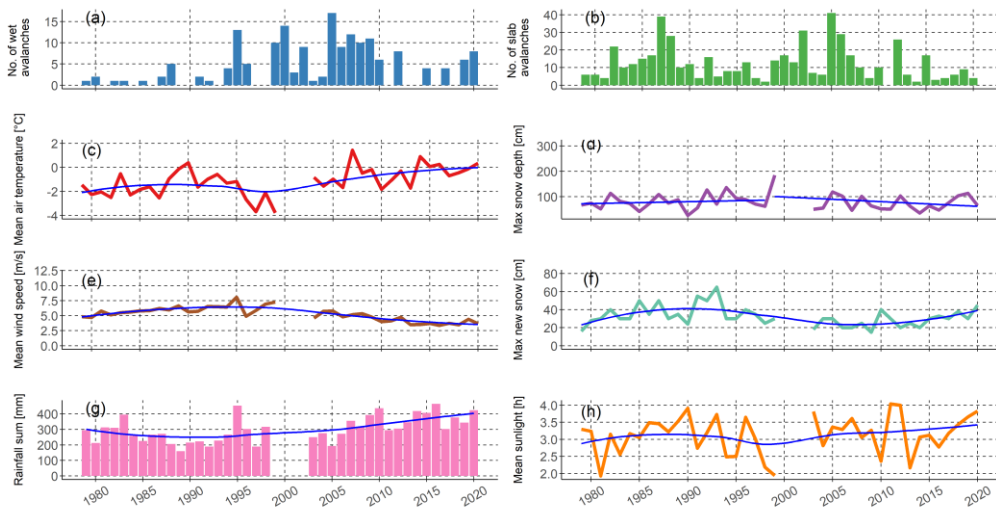 (a)
No. of wet
avalanches
15
10
5
0
(b)
No. of slab
avalanches
40
30
20
10
0
(c)
Mean air temperature [°C]
2
0
-2
-4
(d)
Max snow depth [cm]
300
200
100
0
(e)
Mean wind speed [m/s]
12.5
10.0
7.5
5.0
2.5
0.0
(f)
Max new snow [cm]
80
60
40
20
0
(g)
Rainfall sum [mm]
400
300
200
100
0
1980 1985 1990 1995 2000 2005 2010 2015 2020
(h)
Mean sunlight [h]
4.0
3.5
3.0
2.5
2.0
1980 1985 1990 1995 2000 2005 2010 2015 2020